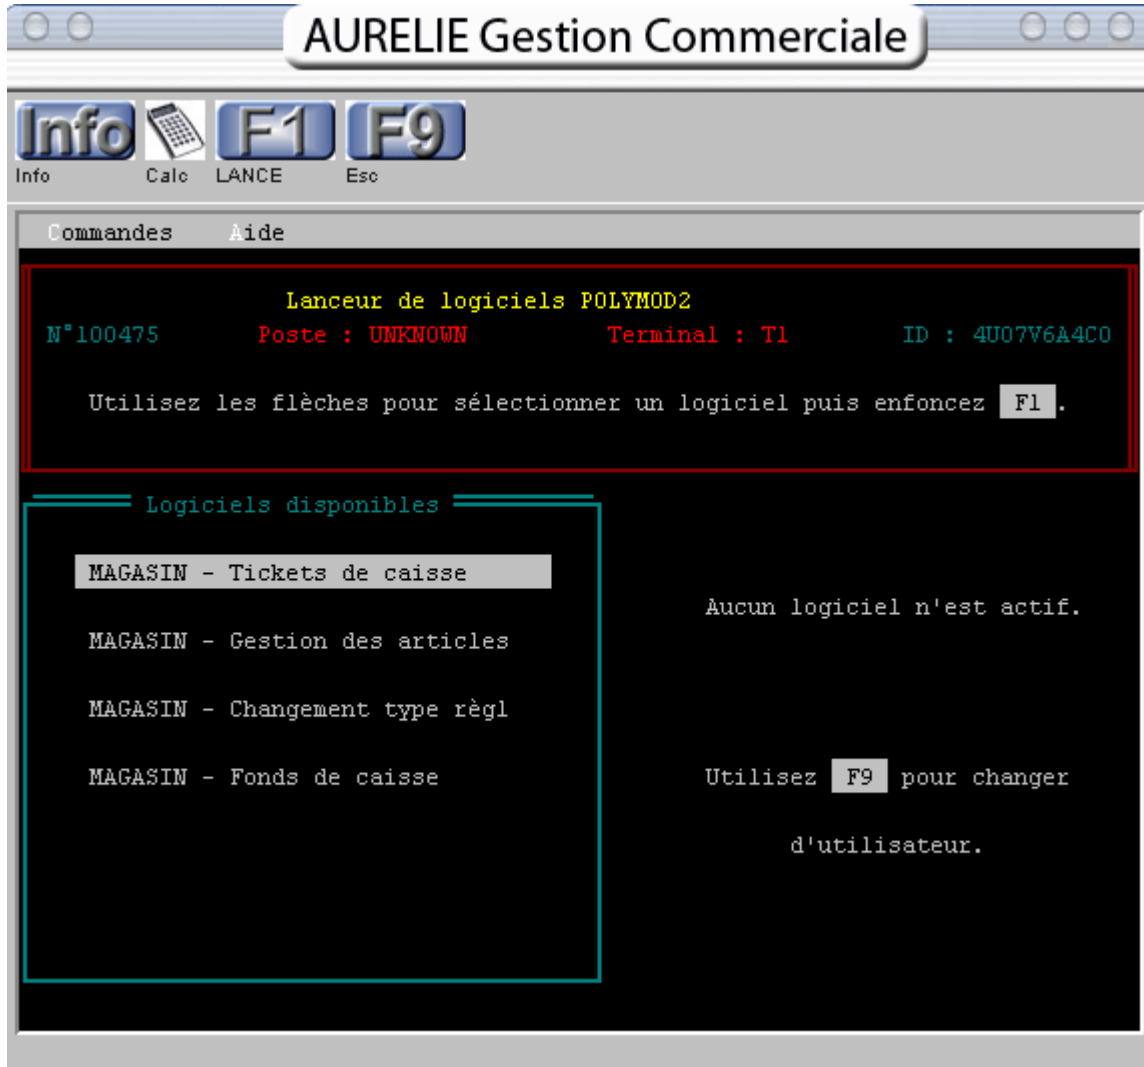 AURELIE Gestion Commerciale
Info F1 F9
Info Calc LANCE Esc
Commandes Aide
Lanceur de logiciels POLYMOD2
N°100475 Poste : UNKNOWN Terminal : T1 ID : 4U07V6A4C0
Utilisez les flèches pour sélectionner un logiciel puis enfoncez F1 .
Logiciels disponibles
MAGASIN - Tickets de caisse
Aucun logiciel n'est actif.
MAGASIN - Gestion des articles
MAGASIN - Changement type règl
MAGASIN - Fonds de caisse
Utilisez F9 pour changer
d'utilisateur.